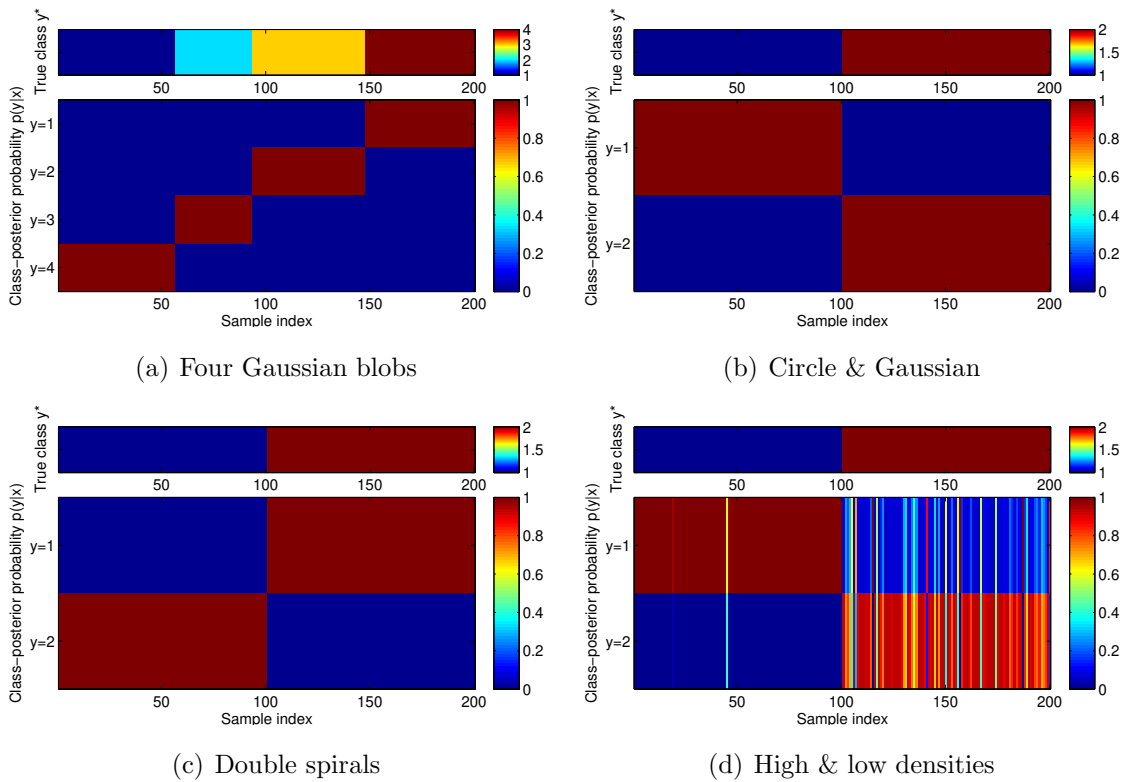 True class y*
50 100 150 200
4
3
2
1
Class−posterior probability p(y|x)
y=1
y=2
y=3
y=4
50 100 150 200
Sample index
1
0.8
0.6
0.4
0.2
0
(a) Four Gaussian blobs
True class y*
50 100 150 200
2
1.5
1
Class−posterior probability p(y|x)
y=1
y=2
50 100 150 200
Sample index
1
0.8
0.6
0.4
0.2
0
(b) Circle & Gaussian
True class y*
50 100 150 200
2
1.5
1
Class−posterior probability p(y|x)
y=1
y=2
50 100 150 200
Sample index
1
0.8
0.6
0.4
0.2
0
(c) Double spirals
True class y*
50 100 150 200
2
1.5
1
Class−posterior probability p(y|x)
y=1
y=2
50 100 150 200
Sample index
1
0.8
0.6
0.4
0.2
0
(d) High & low densities